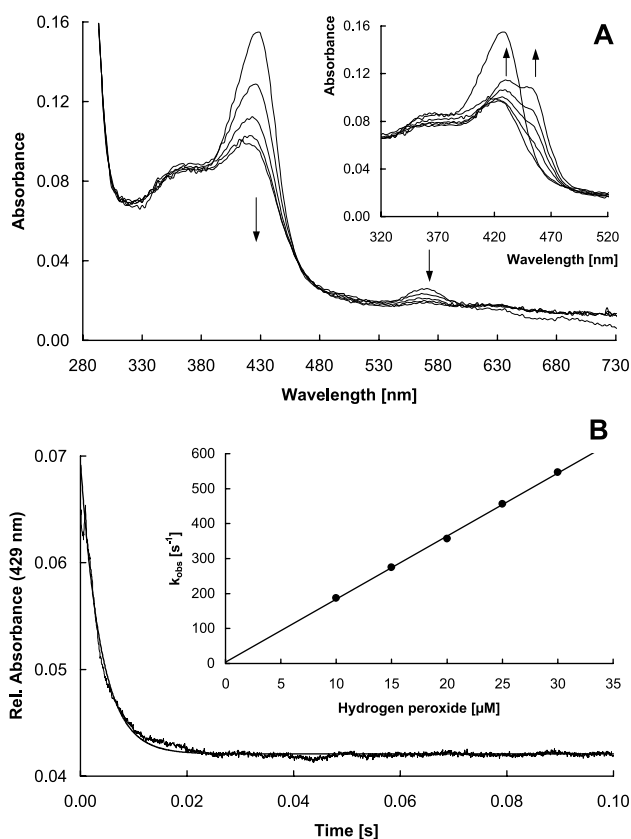 A
0.16
0.12
0.08
0.04
0.00
Absorbance
280 330 380 430 480 530 580 630 680 730
Wavelength [nm]
0.16
0.12
0.08
0.04
0.00
Absorbance
320 370 420 470 520
Wavelength [nm]
B
0.07
0.06
0.05
0.04
Rel. Absorbance (429 nm)
0.00 0.02 0.04 0.06 0.08 0.10
Time [s]
600
500
400
300
200
100
0
kobs [s-1]
0 5 10 15 20 25 30 35
Hydrogen peroxide [µM]